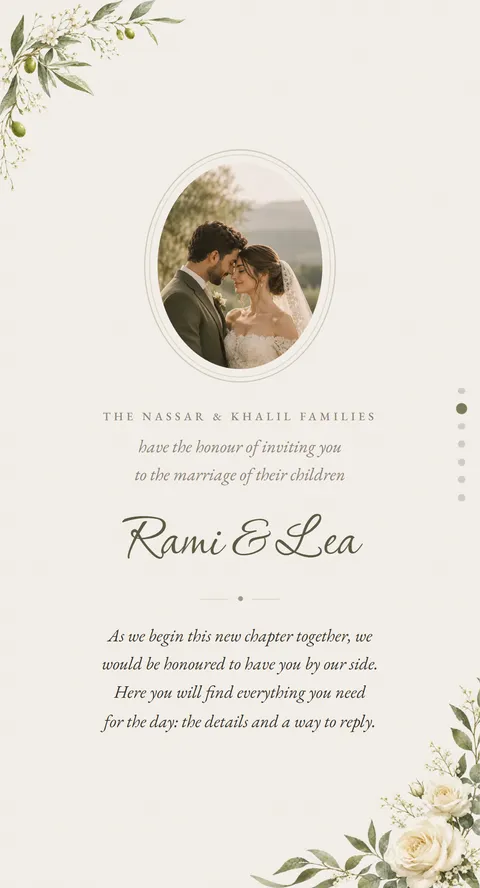 THE NASSAR & KHALIL FAMILIES
have the honour of inviting you
to the marriage of their children
Rami & Lea
As we begin this new chapter together, we
would be honoured to have you by our side.
Here you will find everything you need
for the day: the details and a way to reply.